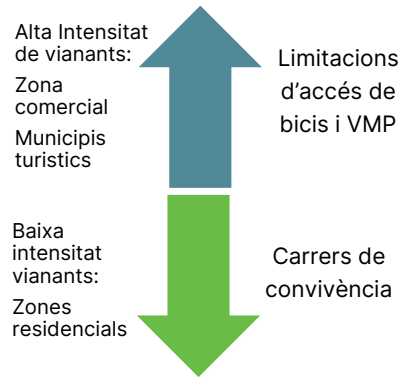 Alta Intensitat
de vianants:
Zona
comercial
Municipis
turistics
Limitacions
d'accés de
bicis i VMP
Baixa
intensitat
vianants:
Zones
residencials
Carrers de
convivència